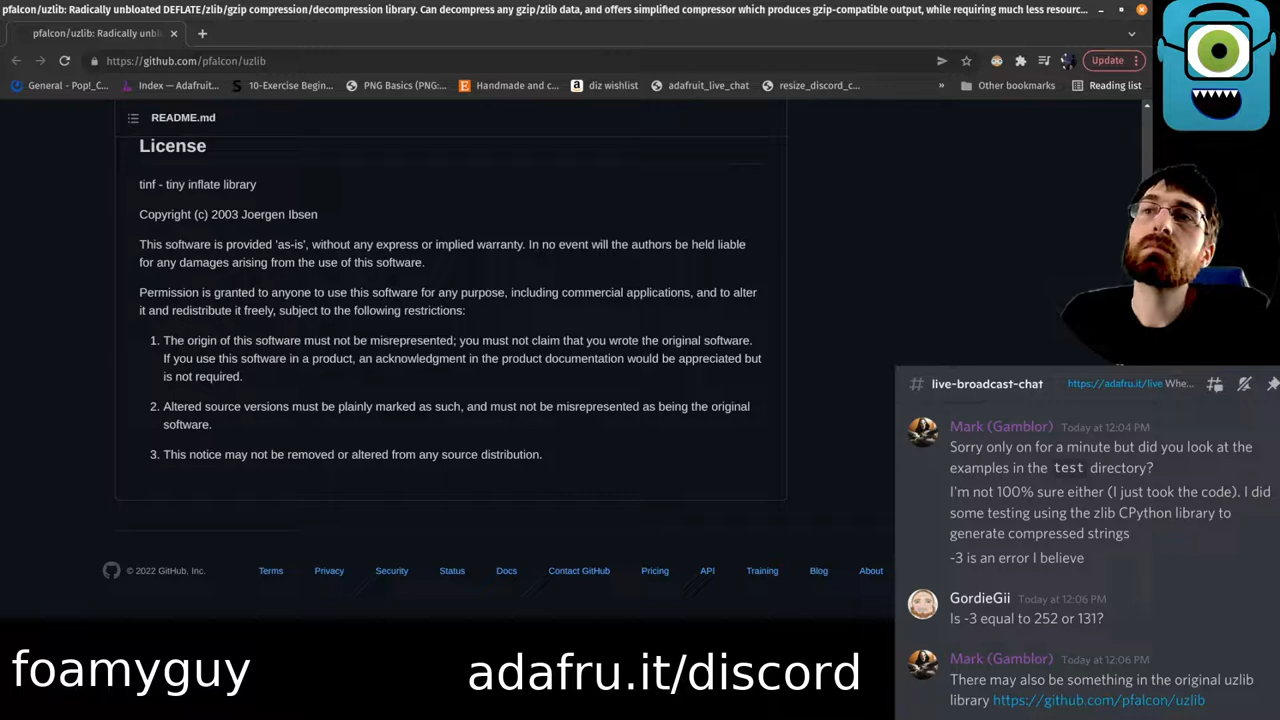 pfalcon/uzlib: Radically unbloated DEFLATE/zlib/gzip compression/decompression library. Can decompress any gzip/zlib data, and offers simplified compressor which produces gzip-compatible output, while requiring much less resourc...
pfalcon/uzlib: Radically unbl
https://github.com/pfalcon/uzlib
Update
General - Pop!_C...
Index — Adafruit...
10-Exercise Begin...
PNG Basics (PNG:...
Handmade and c...
diz wishlist
adafruit_live_chat
resize_discord_c...
»
Other bookmarks
Reading list
README.md
License
tinf - tiny inflate library
Copyright (c) 2003 Joergen Ibsen
This software is provided 'as-is', without any express or implied warranty. In no event will the authors be held liable
for any damages arising from the use of this software.
Permission is granted to anyone to use this software for any purpose, including commercial applications, and to alter
it and redistribute it freely, subject to the following restrictions:
1. The origin of this software must not be misrepresented; you must not claim that you wrote the original software.
If you use this software in a product, an acknowledgment in the product documentation would be appreciated but
is not required.
2. Altered source versions must be plainly marked as such, and must not be misrepresented as being the original
software.
3. This notice may not be removed or altered from any source distribution.
© 2022 GitHub, Inc.
Terms
Privacy
Security
Status
Docs
Contact GitHub
Pricing
API
Training
Blog
About
# live-broadcast-chat
https://adafru.it/live Whe...
Mark (Gamblor) Today at 12:04 PM
Sorry only on for a minute but did you look at the
examples in the test directory?
I'm not 100% sure either (I just took the code). I did
some testing using the zlib CPython library to
generate compressed strings
-3 is an error I believe
GordieGii Today at 12:06 PM
Is -3 equal to 252 or 131?
Mark (Gamblor) Today at 12:06 PM
There may also be something in the original uzlib
library https://github.com/pfalcon/uzlib
foamyguy
adafru.it/discord